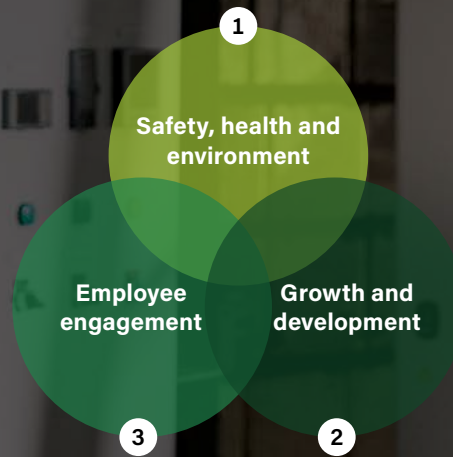 1
Safety, health and
environment
Employee
engagement
Growth and
development
3
2